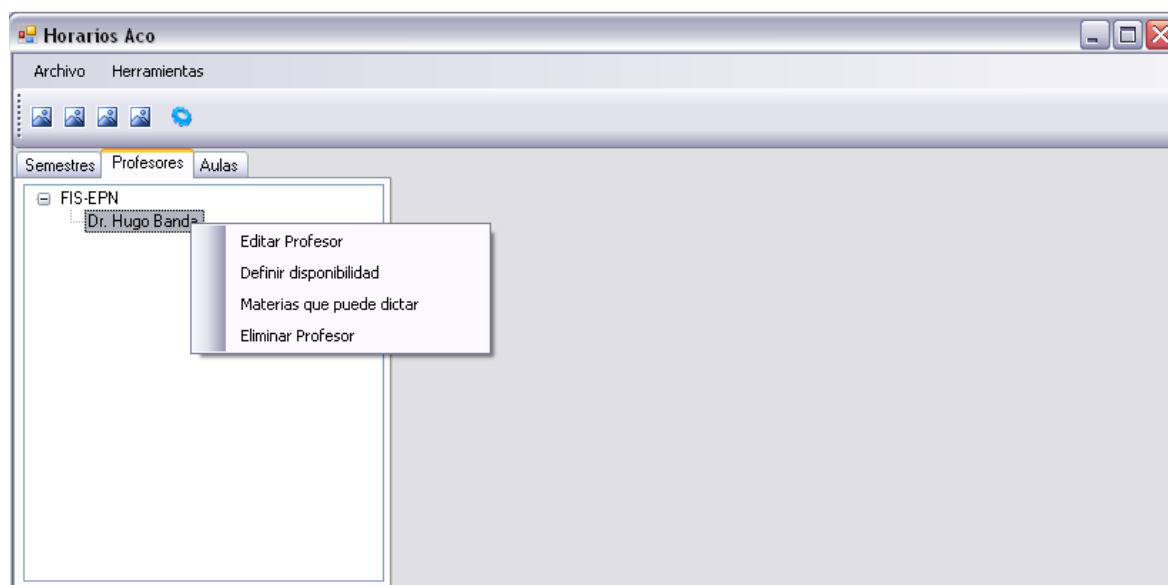 Horarios Aco
Archivo Herramientas
Semestres Profesores Aulas
FIS-EPN
Dr. Hugo Banda
Editar Profesor
Definir disponibilidad
Materias que puede dictar
Eliminar Profesor